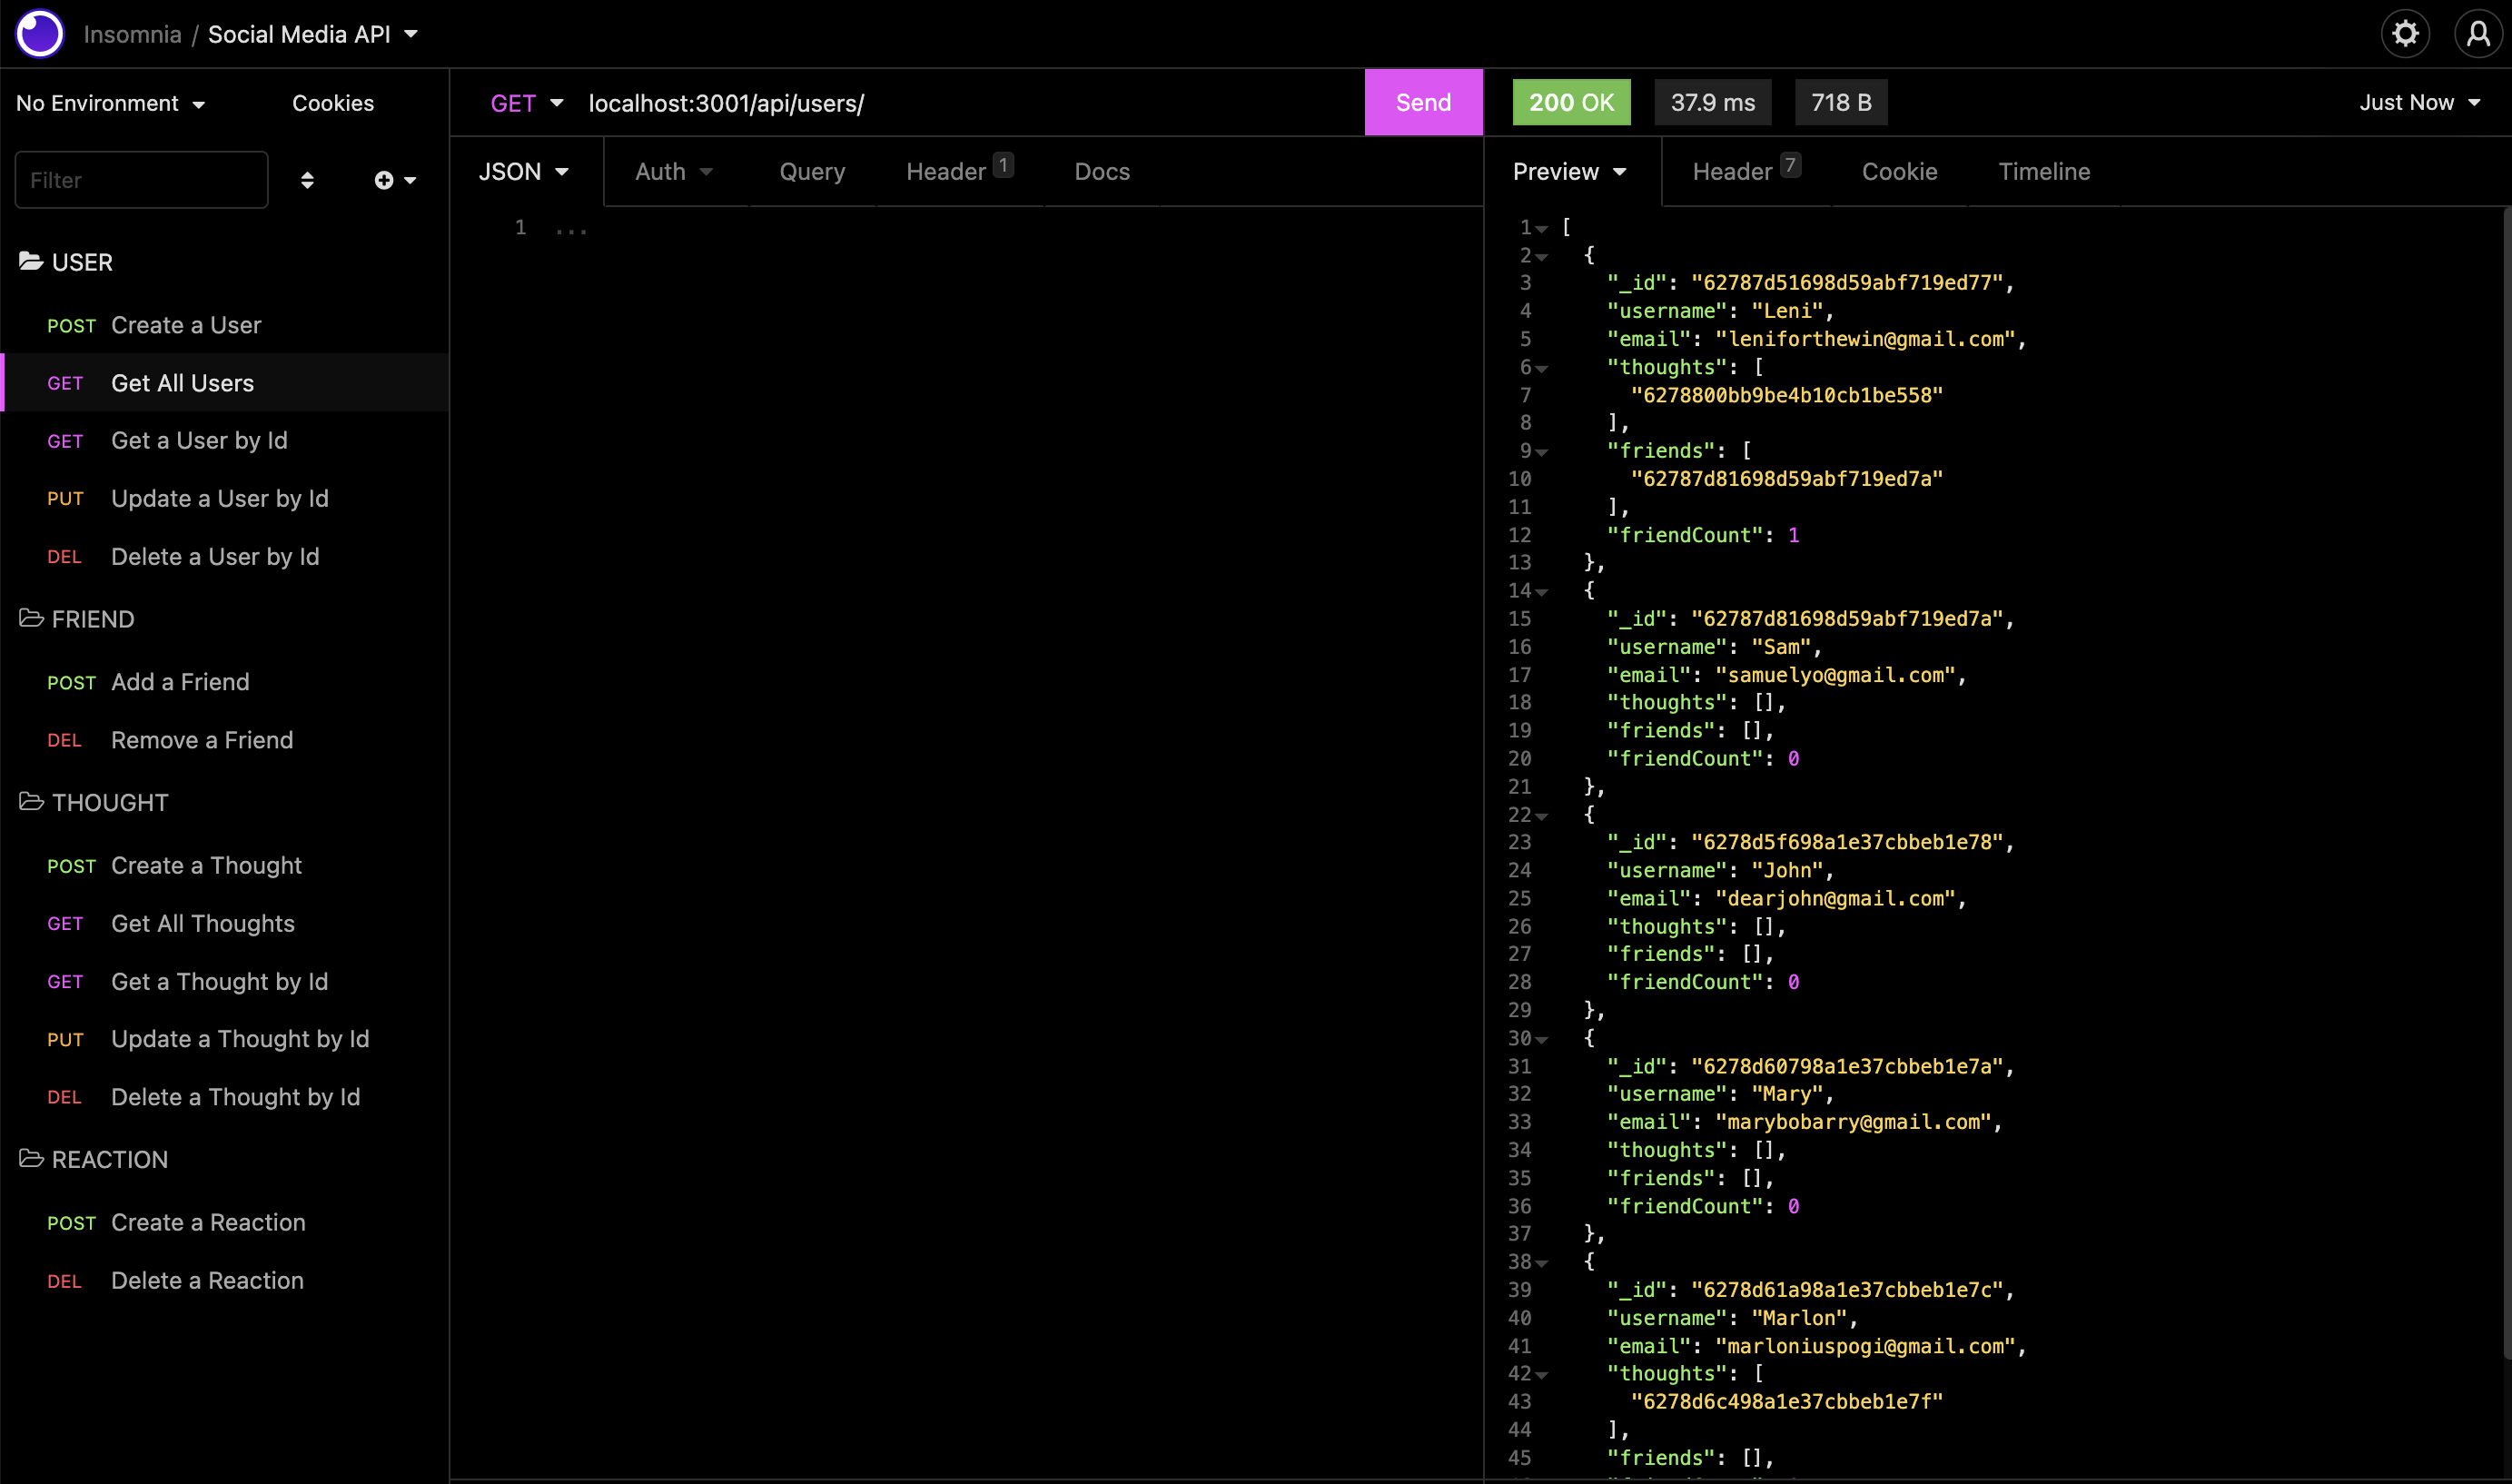 Insomnia / Social Media API
No Environment
Cookies
Filter
USER
POST Create a User
GET Get All Users
GET Get a User by Id
PUT Update a User by Id
DEL Delete a User by Id
FRIEND
POST Add a Friend
DEL Remove a Friend
THOUGHT
POST Create a Thought
GET Get All Thoughts
GET Get a Thought by Id
PUT Update a Thought by Id
DEL Delete a Thought by Id
REACTION
POST Create a Reaction
DEL Delete a Reaction
GET localhost:3001/api/users/ Send
JSON Auth Query Header 1 Docs
1 ...
200 OK 37.9 ms 718 B Just Now
Preview Header 7 Cookie Timeline
1 [
2 {
3 "_id": "62787d51698d59abf719ed77",
4 "username": "Leni",
5 "email": "leniforthewin@gmail.com",
6 "thoughts": [
7 "6278800bb9be4b10cb1be558"
8 ],
9 "friends": [
10 "62787d81698d59abf719ed7a"
11 ],
12 "friendCount": 1
13 },
14 {
15 "_id": "62787d81698d59abf719ed7a",
16 "username": "Sam",
17 "email": "samuelyo@gmail.com",
18 "thoughts": [],
19 "friends": [],
20 "friendCount": 0
21 },
22 {
23 "_id": "6278d5f698a1e37cbbeb1e78",
24 "username": "John",
25 "email": "dearjohn@gmail.com",
26 "thoughts": [],
27 "friends": [],
28 "friendCount": 0
29 },
30 {
31 "_id": "6278d60798a1e37cbbeb1e7a",
32 "username": "Mary",
33 "email": "marybobarry@gmail.com",
34 "thoughts": [],
35 "friends": [],
36 "friendCount": 0
37 },
38 {
39 "_id": "6278d61a98a1e37cbbeb1e7c",
40 "username": "Marlon",
41 "email": "marloniuspogi@gmail.com",
42 "thoughts": [
43 "6278d6c498a1e37cbbeb1e7f"
44 ],
45 "friends": [],